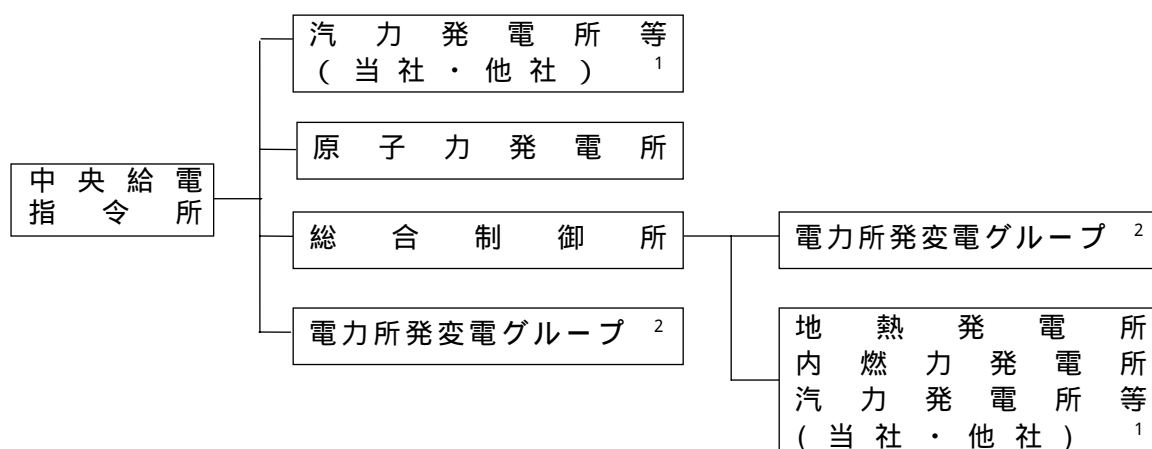 中央給電
指令所
汽力発電所等
(当社・他社) 1
原子力発電所
総合制御所
電力所発変電グループ 2
電力所発変電グループ 2
地熱発電所
内燃力発電所
汽力発電所等
(当社・他社) 1